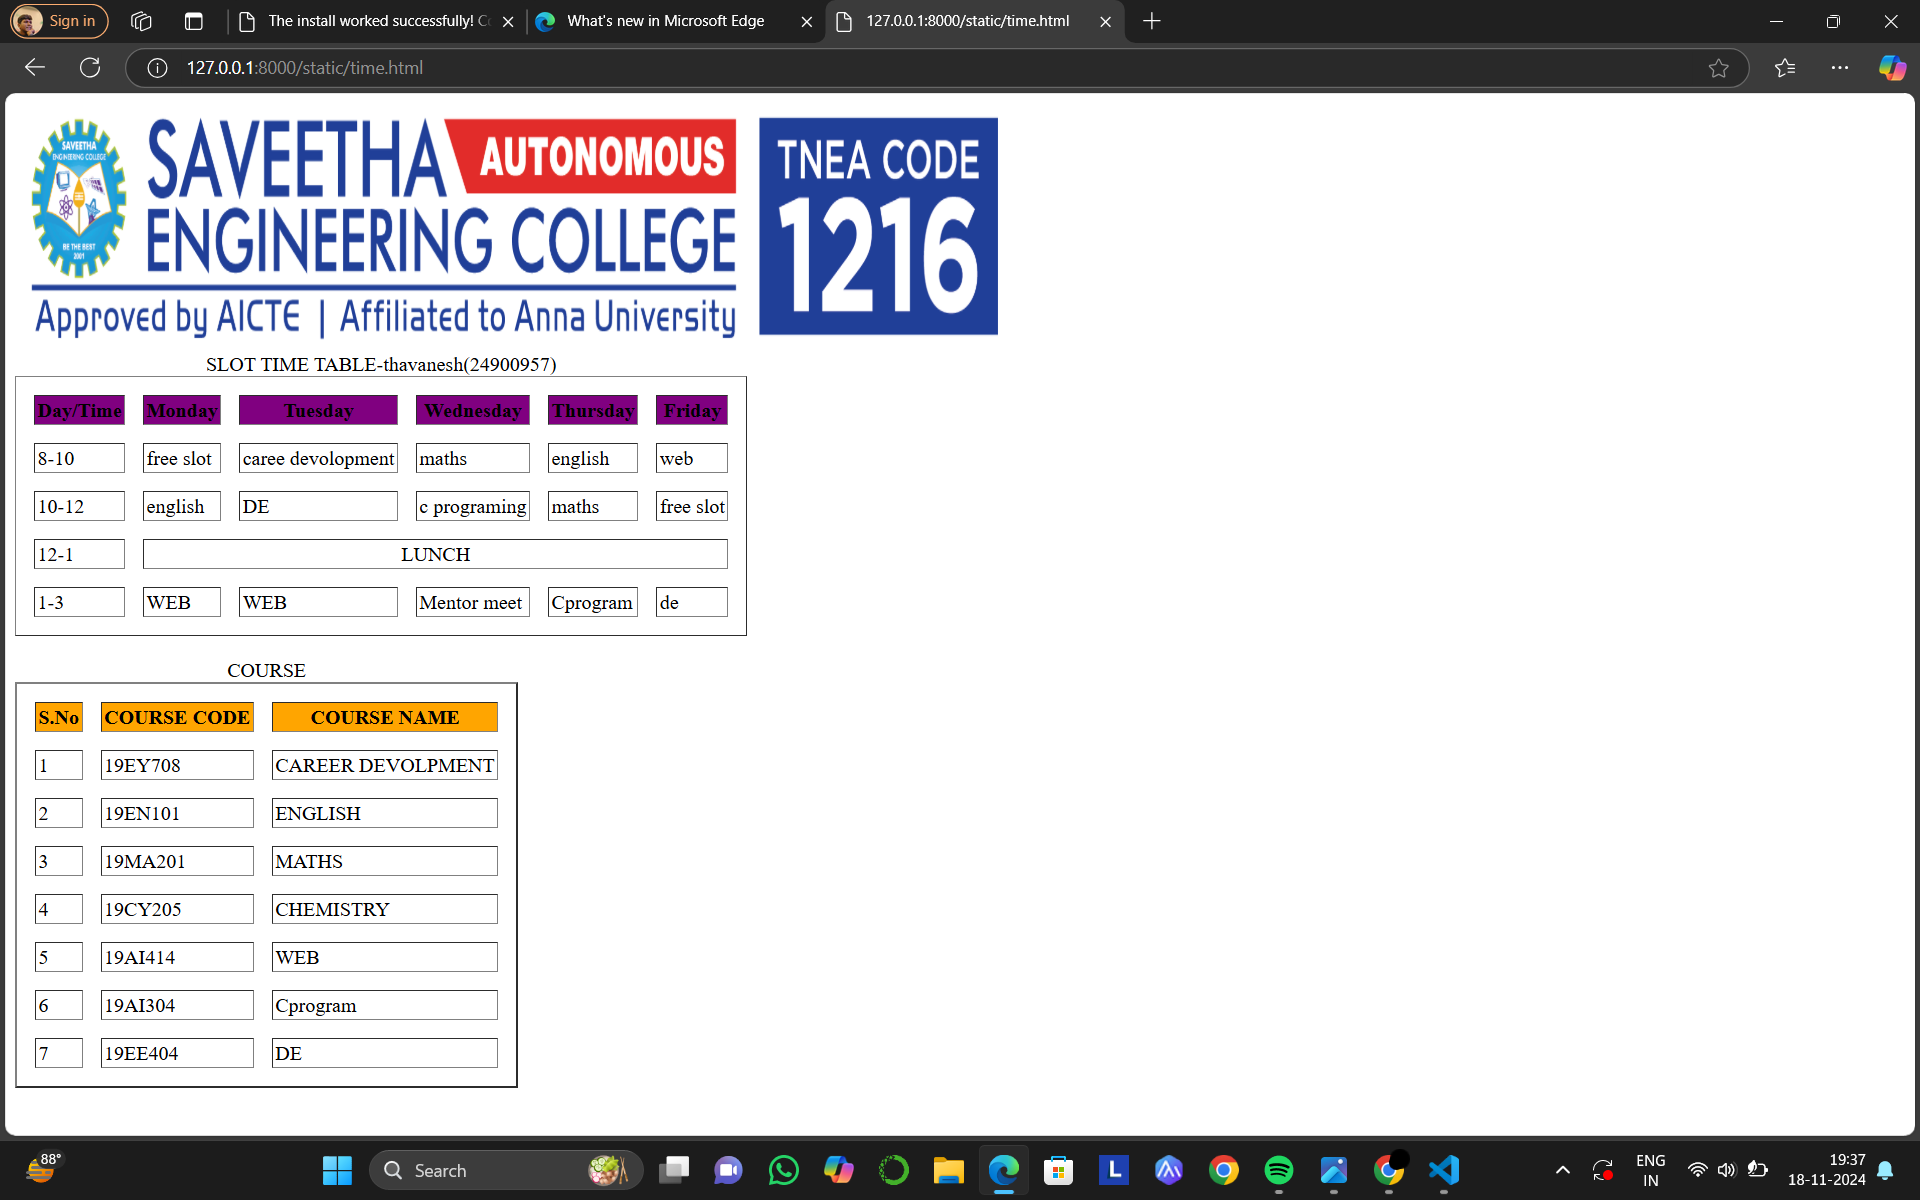 Sign in
The install worked successfully! Co
What's new in Microsoft Edge
127.0.0.1:8000/static/time.html
127.0.0.1:8000/static/time.html
SAVEETHA
ENGINEERING COLLEGE
BE THE BEST
2001
SAVEETHA AUTONOMOUS
ENGINEERING COLLEGE
Approved by AICTE | Affiliated to Anna University
TNEA CODE
1216
SLOT TIME TABLE-thavanesh(24900957)
Day/Time Monday Tuesday Wednesday Thursday Friday
8-10 free slot caree devolopment maths english web
10-12 english DE c programing maths free slot
12-1 LUNCH
1-3 WEB WEB Mentor meet Cprogram de
COURSE
S.No COURSE CODE COURSE NAME
1 19EY708 CAREER DEVOLPMENT
2 19EN101 ENGLISH
3 19MA201 MATHS
4 19CY205 CHEMISTRY
5 19AI414 WEB
6 19AI304 Cprogram
7 19EE404 DE
88°
Search
L
ENG
IN
19:37
18-11-2024